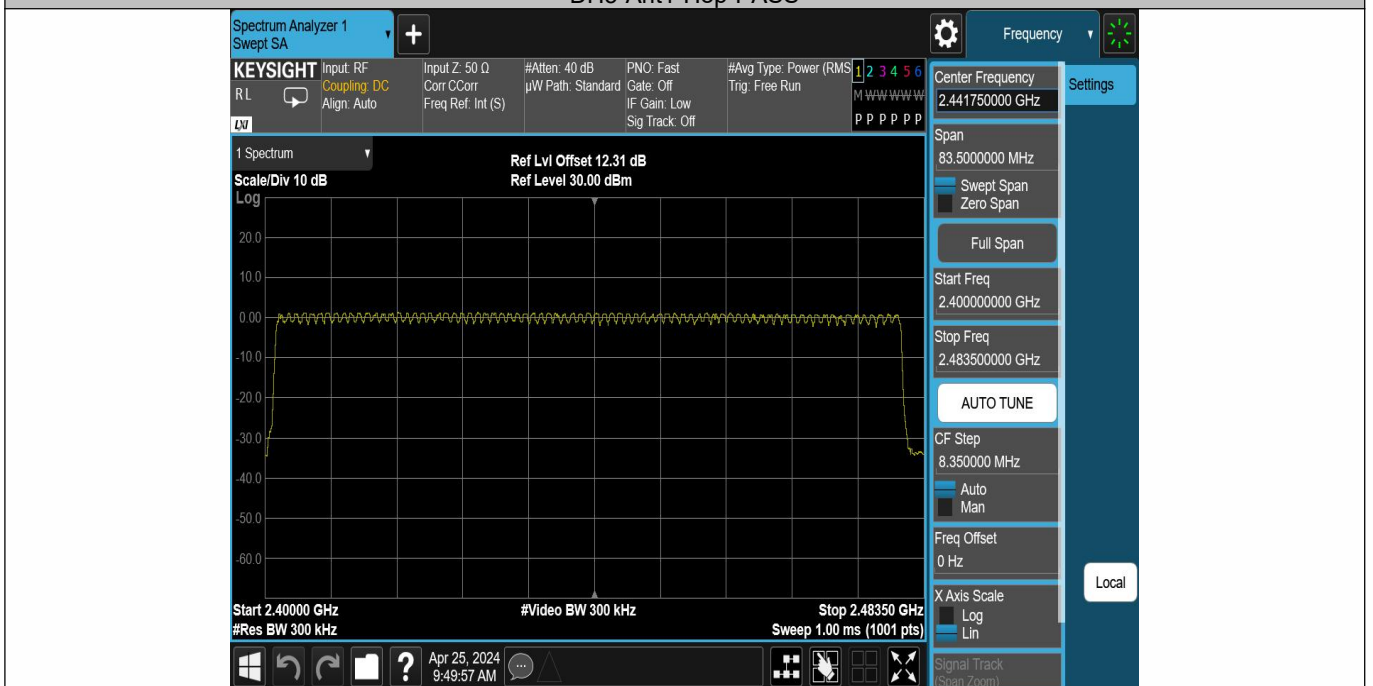 Spectrum Analyzer 1
Swept SA
Frequency
KEYSIGHT
RL
LXI
Input: RF
Coupling: DC
Align: Auto
Input Z: 50 Ω
Corr CCorr
Freq Ref: Int (S)
#Atten: 40 dB
µW Path: Standard
PNO: Fast
Gate: Off
IF Gain: Low
Sig Track: Off
#Avg Type: Power (RMS
Trig: Free Run
1 2 3 4 5 6
M W W W W W
P P P P P P
1 Spectrum
Scale/Div 10 dB
Log
Ref Lvl Offset 12.31 dB
Ref Level 30.00 dBm
20.0
10.0
0.00
-10.0
-20.0
-30.0
-40.0
-50.0
-60.0
Start 2.40000 GHz
#Res BW 300 kHz
#Video BW 300 kHz
Stop 2.48350 GHz
Sweep 1.00 ms (1001 pts)
Apr 25, 2024
9:49:57 AM
Center Frequency
2.441750000 GHz
Span
83.5000000 MHz
Swept Span
Zero Span
Full Span
Start Freq
2.400000000 GHz
Stop Freq
2.483500000 GHz
AUTO TUNE
CF Step
8.350000 MHz
Auto
Man
Freq Offset
0 Hz
X Axis Scale
Log
Lin
Signal Track
(Span Zoom)
Settings
Local